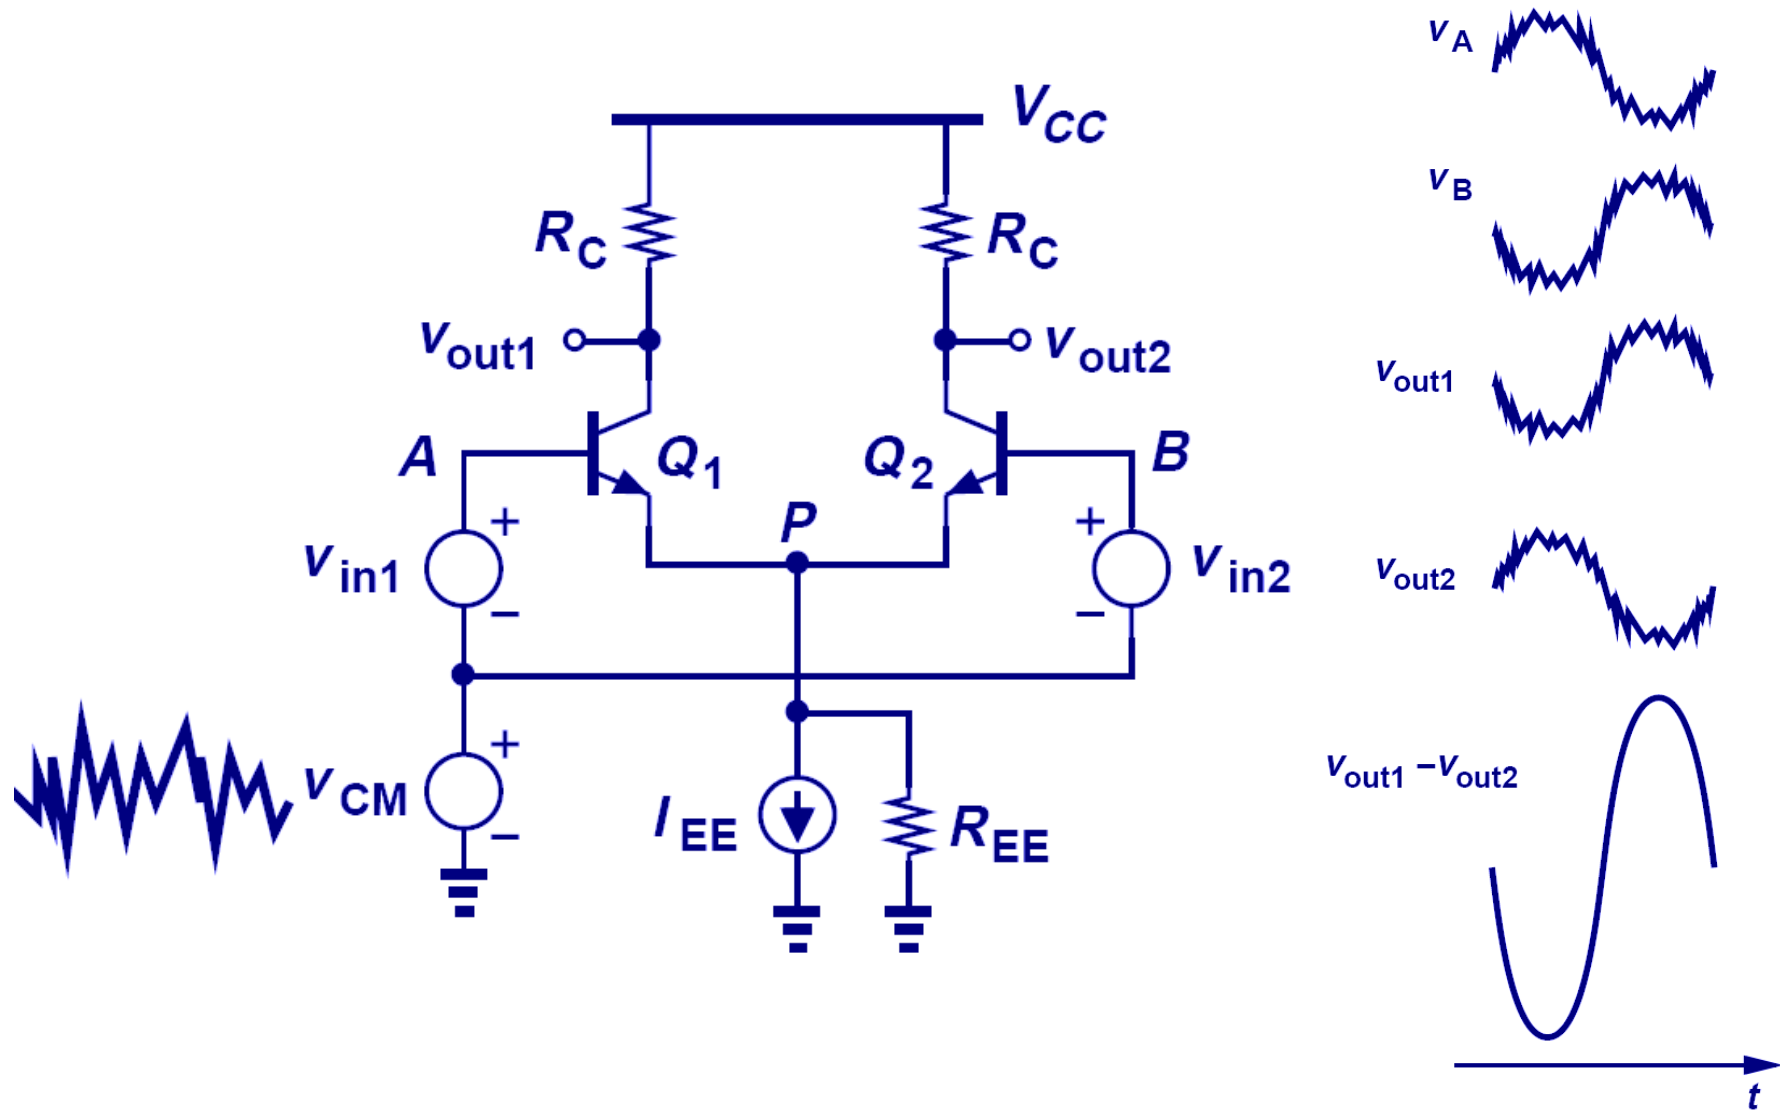 vA
VCC
vB
RC
RC
vout1
vout2
vout1
A
Q1
Q2
B
P
vin1
+
+
vin2
vout2
−
−
+
vCM
−
IEE
REE
vout1 −vout2
t